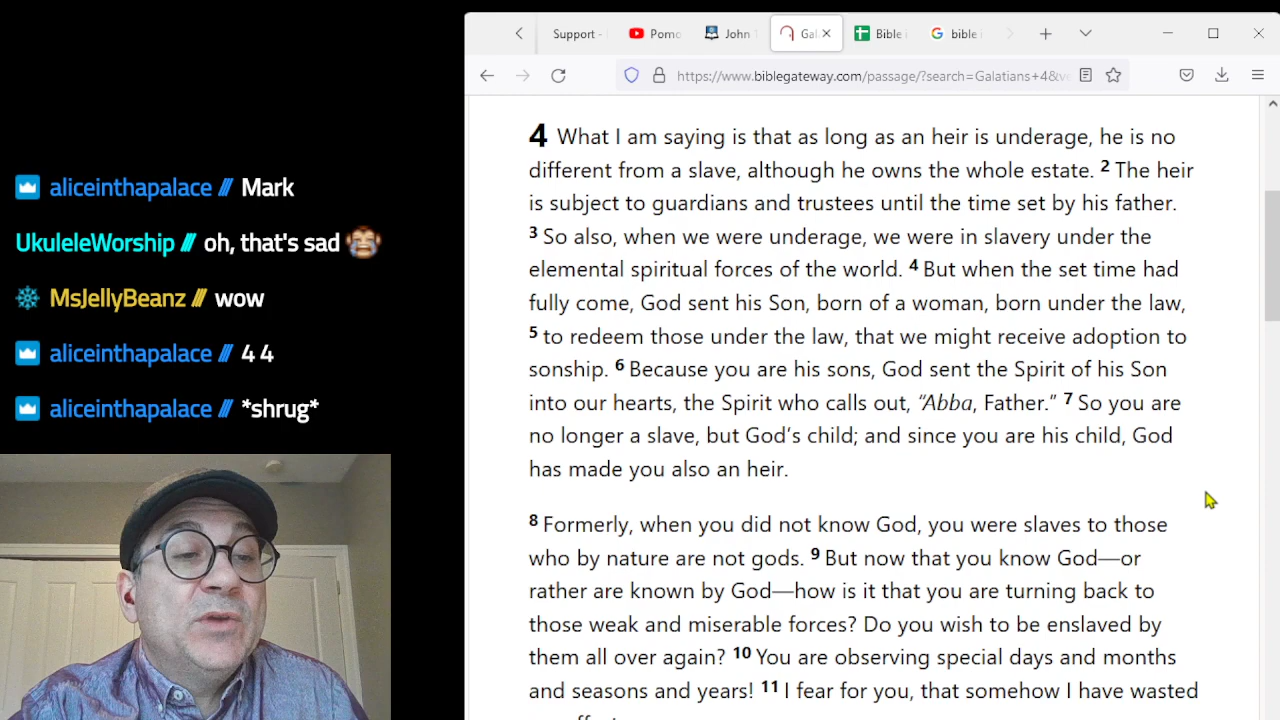 Support -
Pomo
John
Gal
Bible
bible
https://www.biblegateway.com/passage/?search=Galatians+4&v
aliceinthapalace /// Mark
UkuleleWorship /// oh, that's sad
MsJellyBeanz /// wow
aliceinthapalace /// 4 4
aliceinthapalace /// *shrug*
4 What I am saying is that as long as an heir is underage, he is no
different from a slave, although he owns the whole estate. 2 The heir
is subject to guardians and trustees until the time set by his father.
3 So also, when we were underage, we were in slavery under the
elemental spiritual forces of the world. 4 But when the set time had
fully come, God sent his Son, born of a woman, born under the law,
5 to redeem those under the law, that we might receive adoption to
sonship. 6 Because you are his sons, God sent the Spirit of his Son
into our hearts, the Spirit who calls out, “Abba, Father.” 7 So you are
no longer a slave, but God’s child; and since you are his child, God
has made you also an heir.
8 Formerly, when you did not know God, you were slaves to those
who by nature are not gods. 9 But now that you know God—or
rather are known by God—how is it that you are turning back to
those weak and miserable forces? Do you wish to be enslaved by
them all over again? 10 You are observing special days and months
and seasons and years! 11 I fear for you, that somehow I have wasted